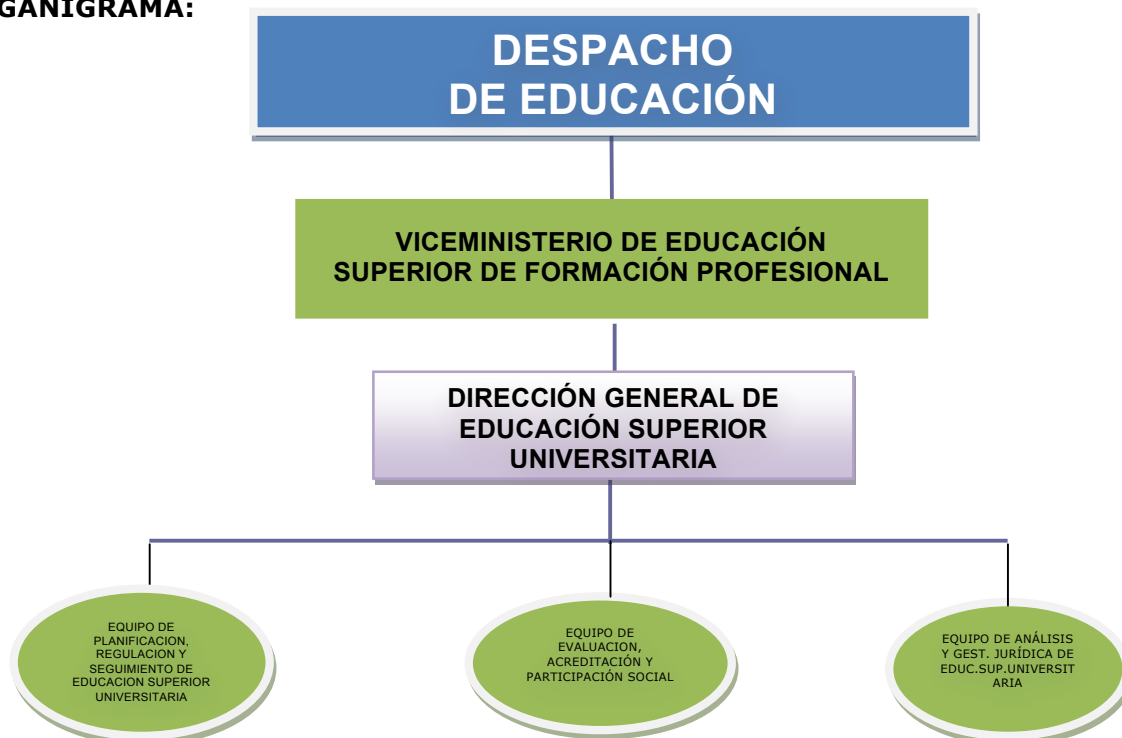 GANIGRAMA:
DESPACHO
DE EDUCACIÓN
VICEMINISTERIO DE EDUCACIÓN
SUPERIOR DE FORMACIÓN PROFESIONAL
DIRECCIÓN GENERAL DE
EDUCACIÓN SUPERIOR
UNIVERSITARIA
EQUIPO DE
PLANIFICACION,
REGULACION Y
SEGUIMIENTO DE
EDUCACION SUPERIOR
UNIVERSITARIA
EQUIPO DE
EVALUACION,
ACREDITACIÓN Y
PARTICIPACIÓN SOCIAL
EQUIPO DE ANÁLISIS
Y GEST. JURÍDICA DE
EDUC.SUP.UNIVERSIT
ARIA